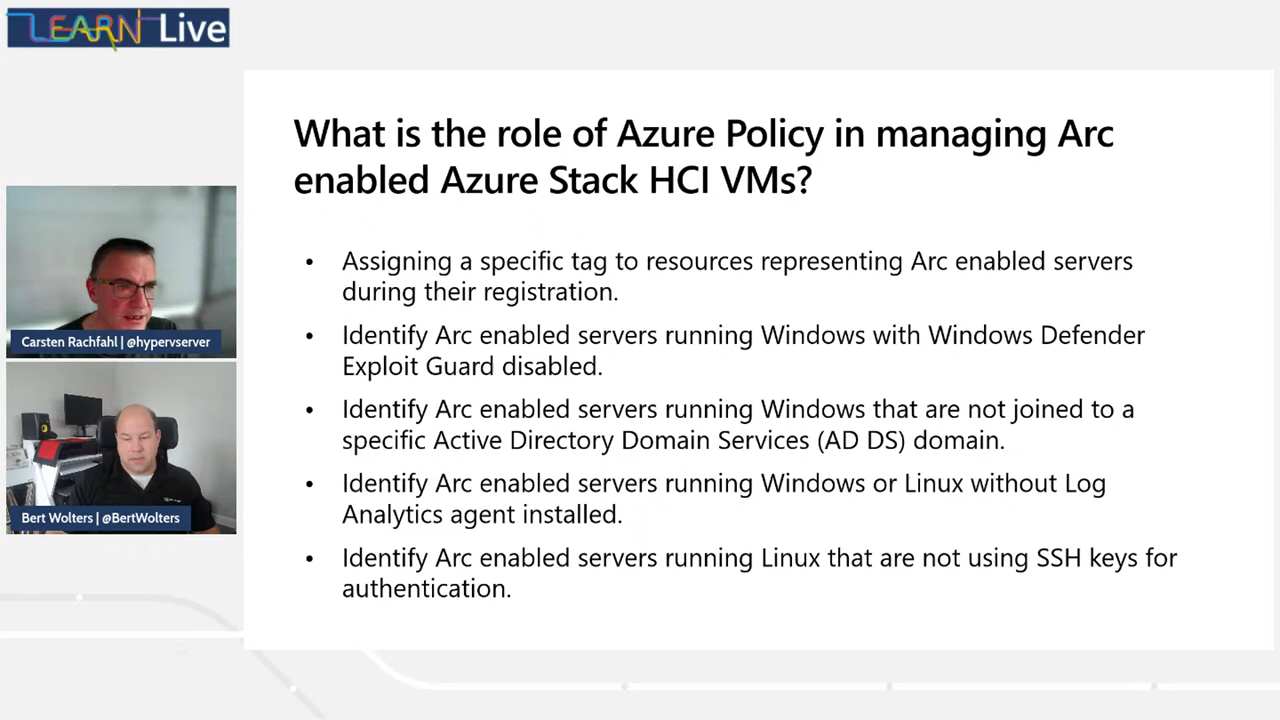 LEARN Live
What is the role of Azure Policy in managing Arc
enabled Azure Stack HCI VMs?
• Assigning a specific tag to resources representing Arc enabled servers
during their registration.
• Identify Arc enabled servers running Windows with Windows Defender
Exploit Guard disabled.
• Identify Arc enabled servers running Windows that are not joined to a
specific Active Directory Domain Services (AD DS) domain.
• Identify Arc enabled servers running Windows or Linux without Log
Analytics agent installed.
• Identify Arc enabled servers running Linux that are not using SSH keys for
authentication.
Carsten Rachfahl | @hypervserver
Bert Wolters | @BertWolters